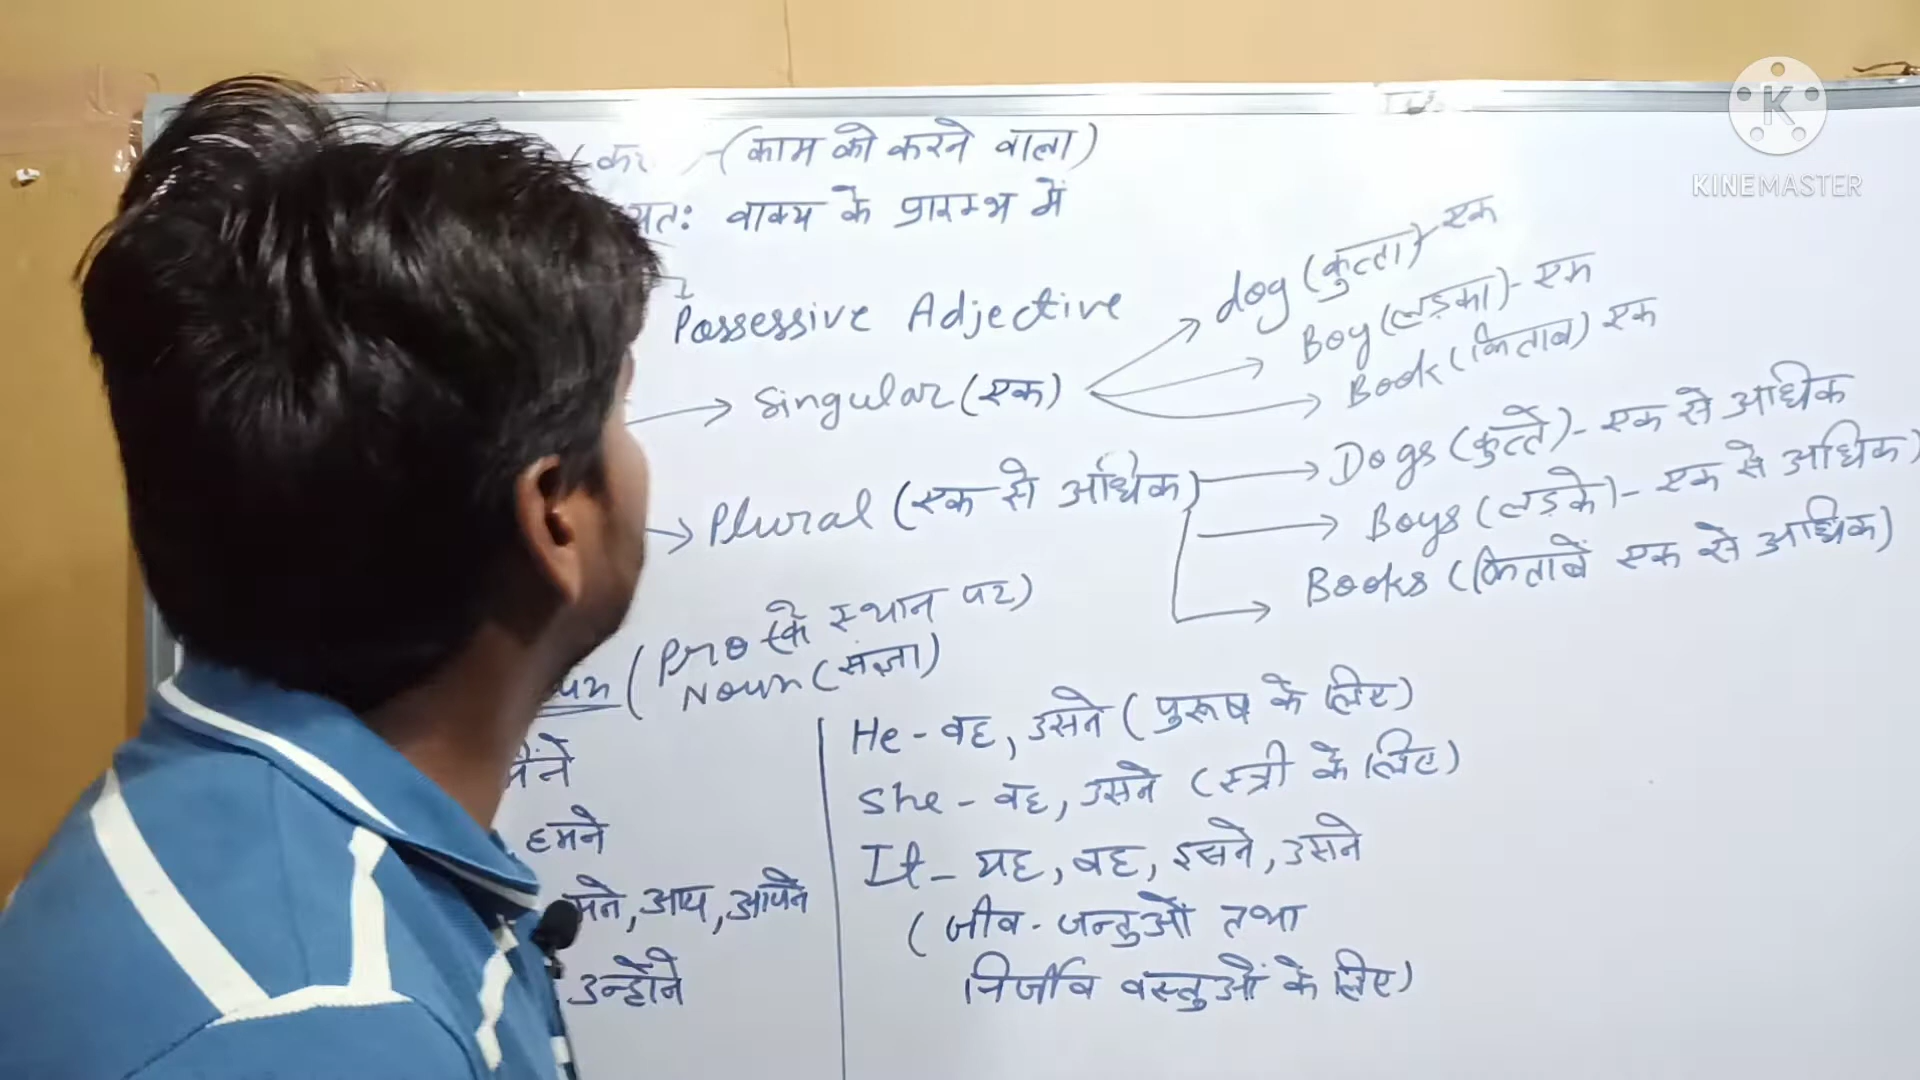 (काम को करने वाला)
वाक्य के प्रारम्भ में
Possessive Adjective
Singular (एक)
dog (कुत्ता) एक
Boy (लड़का) - एक
Book (किताब) एक
Plural (एक से अधिक)
Dogs (कुत्ते) - एक से अधिक
Boys (लड़के) - एक से अधिक)
Books (किताबें एक से अधिक)
(Pro (के स्थान पर)
Noun (संज्ञा)
हमने
आप, आपने
उन्होंने
He - वह, उसने (पुरूष के लिए)
She - वह, उसने (स्त्री के लिए)
It - यह, वह, इसने, उसने
(जीव - जन्तुओं तथा
निर्जीव वस्तुओं के लिए)
KINEMASTER